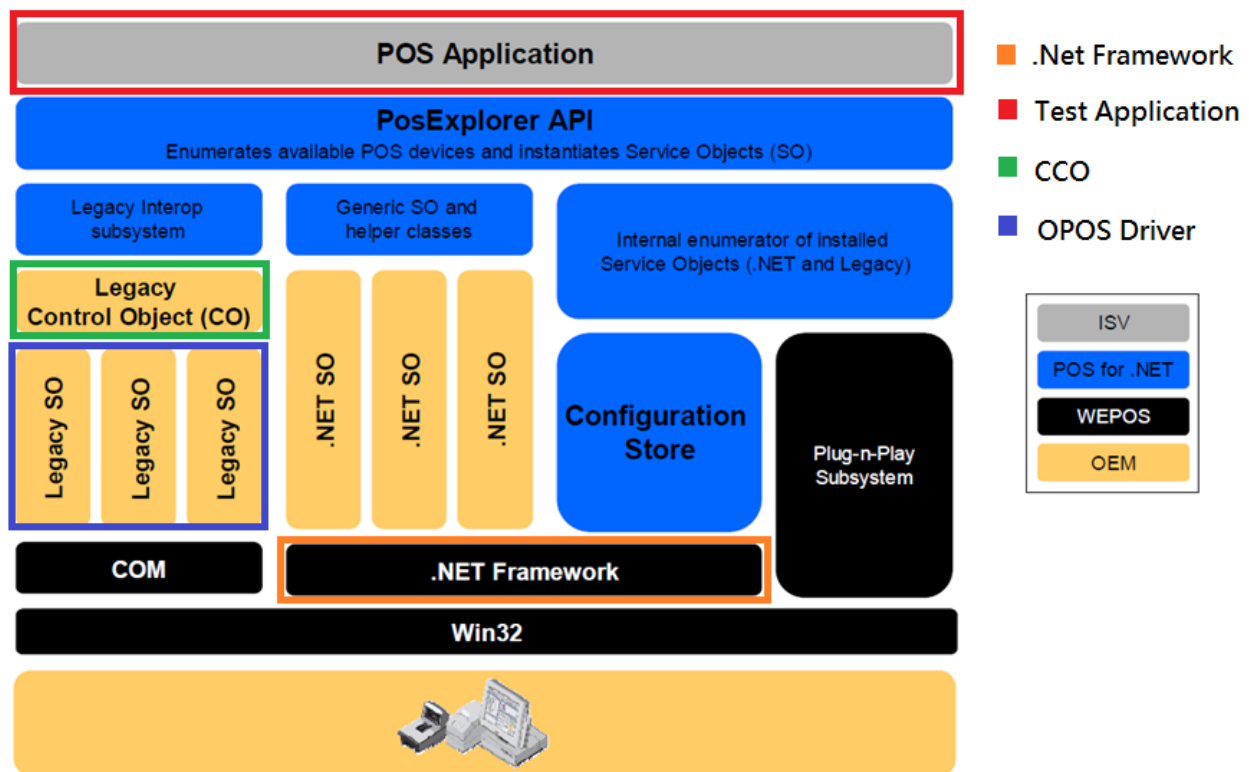 POS Application
PosExplorer API
Enumerates available POS devices and instantiates Service Objects (SO)
Legacy Interop
subsystem
Generic SO and
helper classes
Internal enumerator of installed
Service Objects (.NET and Legacy)
Legacy
Control Object (CO)
Legacy SO
Legacy SO
Legacy SO
.NET SO
.NET SO
.NET SO
Configuration
Store
Plug-n-Play
Subsystem
COM
.NET Framework
Win32
.Net Framework
Test Application
CCO
OPOS Driver
ISV
POS for .NET
WEPOS
OEM